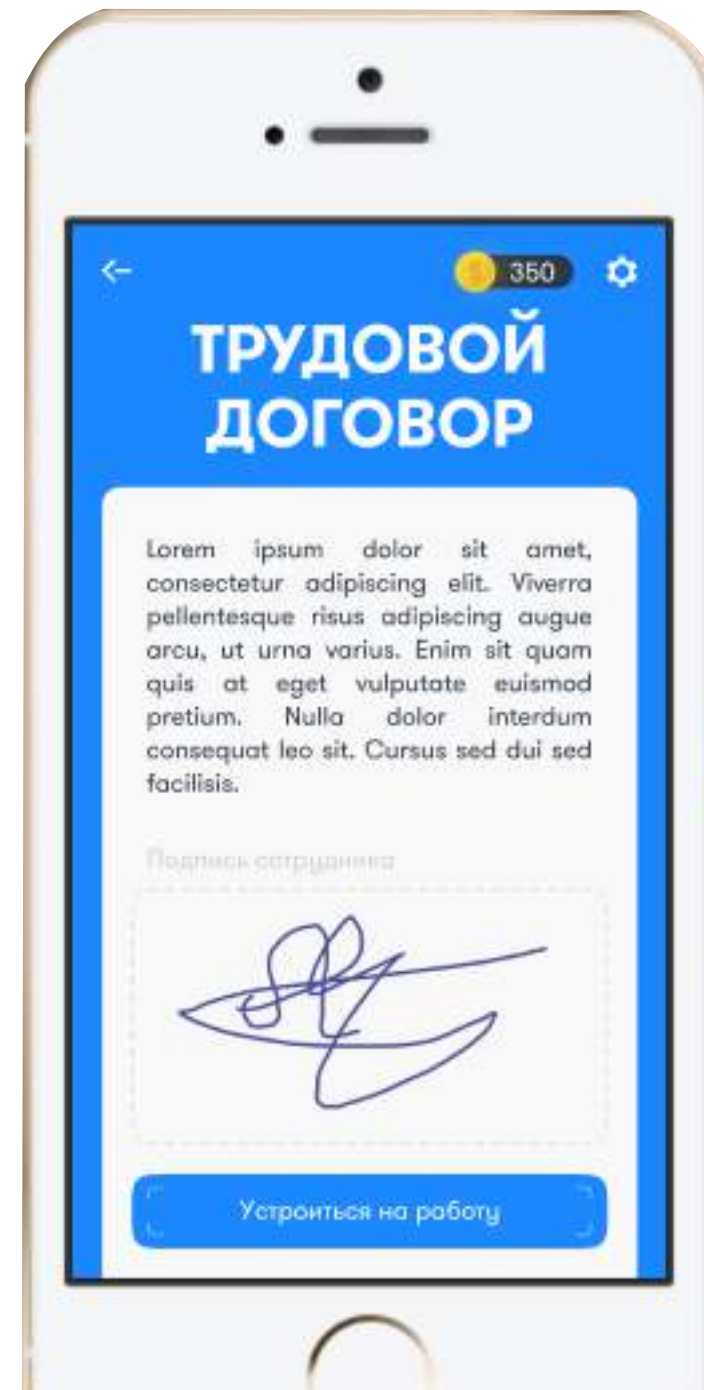 350
ТРУДОВОЙ
ДОГОВОР
Lorem ipsum dolor sit amet,
consectetur adipiscing elit. Viverra
pellentesque risus adipiscing augue
arcu, ut urna varius. Enim sit quam
quis at eget vulputate euismod
pretium. Nulla dolor interdum
consequat leo sit. Cursus sed dui sed
facilisis.
Подпись сотрудника
Устроиться на работу